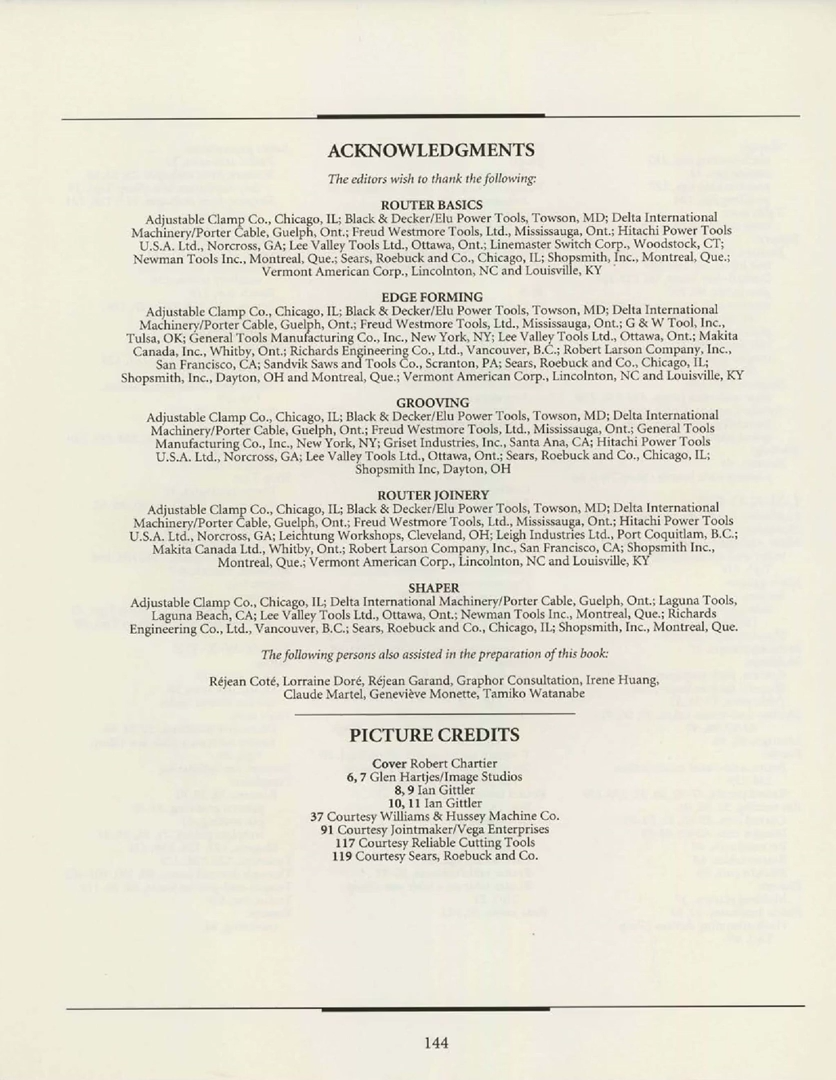 ACKNOWLEDGMENTS
The editors wish to thank the following:
ROUTER BASICS
Adjustable Clamp Co., Chicago, IL; Black & Decker/Elu Power Tools, Towson, MD; Delta International
Machinery/Porter Cable, Guelph, Ont.; Freud Westmore Tools, Ltd., Mississauga, Ont.; Hitachi Power Tools
U.S.A. Ltd., Norcross, GA; Lee Valley Tools Ltd., Ottawa, Ont.; Linemaster Switch Corp., Woodstock, CT;
Newman Tools Inc., Montreal, Que.; Sears, Roebuck and Co., Chicago, IL; Shopsmith, Inc., Montreal, Que.;
Vermont American Corp., Lincolnton, NC and Louisville, KY
EDGE FORMING
Adjustable Clamp Co., Chicago, IL; Black & Decker/Elu Power Tools, Towson, MD; Delta International
Machinery/Porter Cable, Guelph, Ont.; Freud Westmore Tools, Ltd., Mississauga, Ont.; G & W Tool, Inc.,
Tulsa, OK; General Tools Manufacturing Co., Inc., New York, NY; Lee Valley Tools Ltd., Ottawa, Ont.; Makita
Canada, Inc., Whitby, Ont.; Richards Engineering Co., Ltd., Vancouver, B.C.; Robert Larson Company, Inc.,
San Francisco, CA; Sandvik Saws and Tools Co., Scranton, PA; Sears, Roebuck and Co., Chicago, IL;
Shopsmith, Inc., Dayton, OH and Montreal, Que.; Vermont American Corp., Lincolnton, NC and Louisville, KY
GROOVING
Adjustable Clamp Co., Chicago, IL; Black & Decker/Elu Power Tools, Towson, MD; Delta International
Machinery/Porter Cable, Guelph, Ont.; Freud Westmore Tools, Ltd., Mississauga, Ont.; General Tools
Manufacturing Co., Inc., New York, NY; Griset Industries, Inc., Santa Ana, CA; Hitachi Power Tools
U.S.A. Ltd., Norcross, GA; Lee Valley Tools Ltd., Ottawa, Ont.; Sears, Roebuck and Co., Chicago, IL;
Shopsmith Inc, Dayton, OH
ROUTER JOINERY
Adjustable Clamp Co., Chicago, IL; Black & Decker/Elu Power Tools, Towson, MD; Delta International
Machinery/Porter Cable, Guelph, Ont.; Freud Westmore Tools, Ltd., Mississauga, Ont.; Hitachi Power Tools
U.S.A. Ltd., Norcross, GA; Leichtung Workshops, Cleveland, OH; Leigh Industries Ltd., Port Coquitlam, B.C.;
Makita Canada Ltd., Whitby, Ont.; Robert Larson Company, Inc., San Francisco, CA; Shopsmith Inc.,
Montreal, Que.; Vermont American Corp., Lincolnton, NC and Louisville, KY
SHAPER
Adjustable Clamp Co., Chicago, IL; Delta International Machinery/Porter Cable, Guelph, Ont.; Laguna Tools,
Laguna Beach, CA; Lee Valley Tools Ltd., Ottawa, Ont.; Newman Tools Inc., Montreal, Que.; Richards
Engineering Co., Ltd., Vancouver, B.C.; Sears, Roebuck and Co., Chicago, IL; Shopsmith, Inc., Montreal, Que.
The following persons also assisted in the preparation of this book:
Réjean Coté, Lorraine Doré, Réjean Garand, Graphor Consultation, Irene Huang,
Claude Martel, Geneviève Monette, Tamiko Watanabe
PICTURE CREDITS
Cover Robert Chartier
6, 7 Glen Hartjes/Image Studios
8, 9 Ian Gittler
10, 11 Ian Gittler
37 Courtesy Williams & Hussey Machine Co.
91 Courtesy Jointmaker/Vega Enterprises
117 Courtesy Reliable Cutting Tools
119 Courtesy Sears, Roebuck and Co.
144